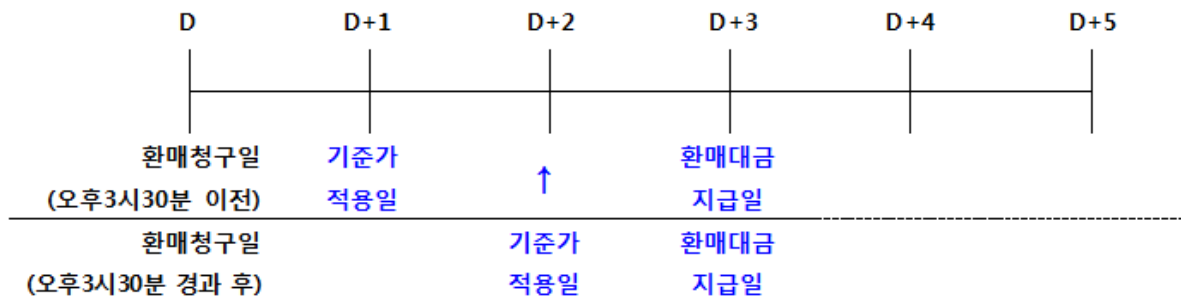 D D+1 D+2 D+3 D+4 D+5
환매청구일 기준가 환매대금
↑
(오후3시30분 이전) 적용일 지급일
환매청구일 기준가 환매대금
(오후3시30분 경과 후) 적용일 지급일